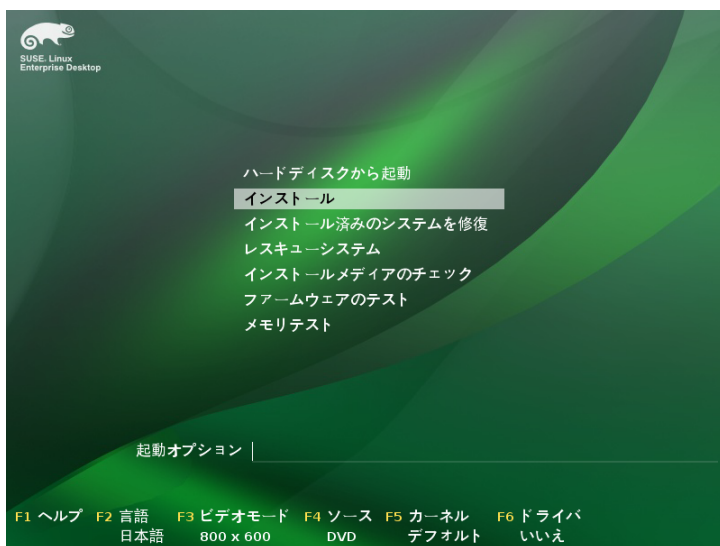 SUSE. Linux
Enterprise Desktop
ハードディスクから起動
インストール
インストール済みのシステムを修復
レスキューシステム
インストールメディアのチェック
ファームウェアのテスト
メモリテスト
起動オプション
F1 ヘルプ F2 言語 F3 ビデオモード F4 ソース F5 カーネル F6 ドライバ
日本語 800 x 600 DVD デフォルト いいえ